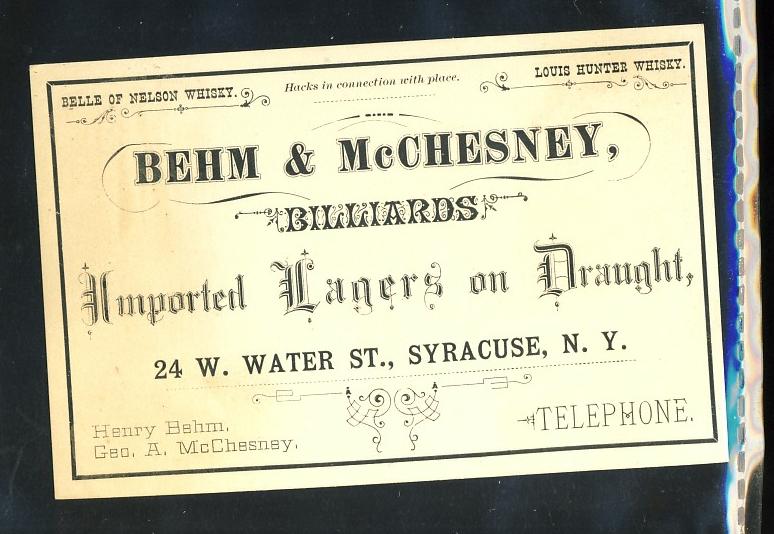 BELLE OF NELSON WHISKY.
Hacks in connection with place.
LOUIS HUNTER WHISKY.
BEHM & McCHESNEY,
BILLIARDS
Imported Lagers on Draught,
24 W. WATER ST., SYRACUSE, N. Y.
Henry Behm.
Geo. A. McChesney.
TELEPHONE.